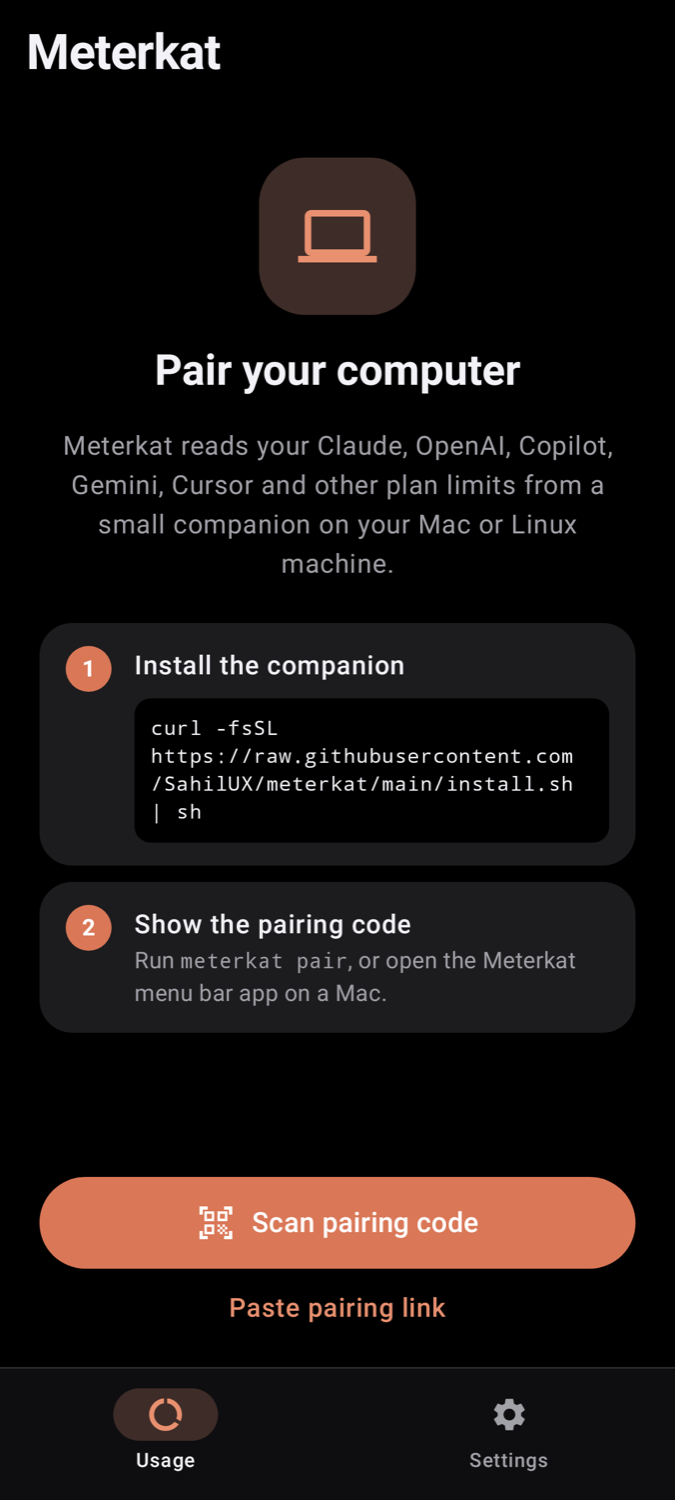 Meterkat
Pair your computer
Meterkat reads your Claude, OpenAI, Copilot,
Gemini, Cursor and other plan limits from a
small companion on your Mac or Linux
machine.
1
Install the companion
curl -fsSL
https://raw.githubusercontent.com
/SahilUX/meterkat/main/install.sh
| sh
2
Show the pairing code
Run meterkat pair, or open the Meterkat
menu bar app on a Mac.
Scan pairing code
Paste pairing link
Usage
Settings